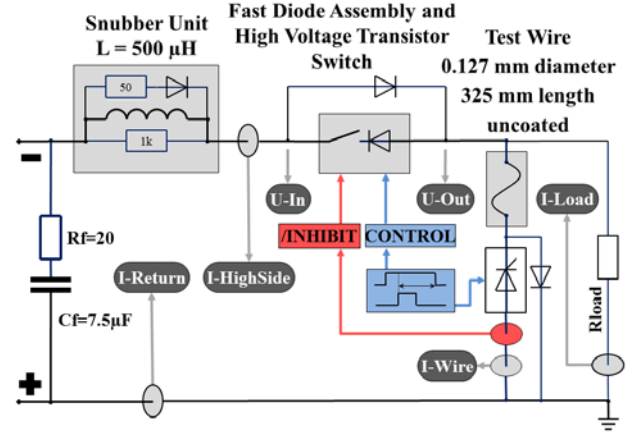 Snubber Unit
L = 500 µH
Fast Diode Assembly and
High Voltage Transistor
Switch
Test Wire
0.127 mm diameter
325 mm length
uncoated
50
1k
−
U-In
U-Out
I-Load
/INHIBIT
CONTROL
Rf=20
I-Return
I-HighSide
Cf=7.5µF
Rload
I-Wire
+